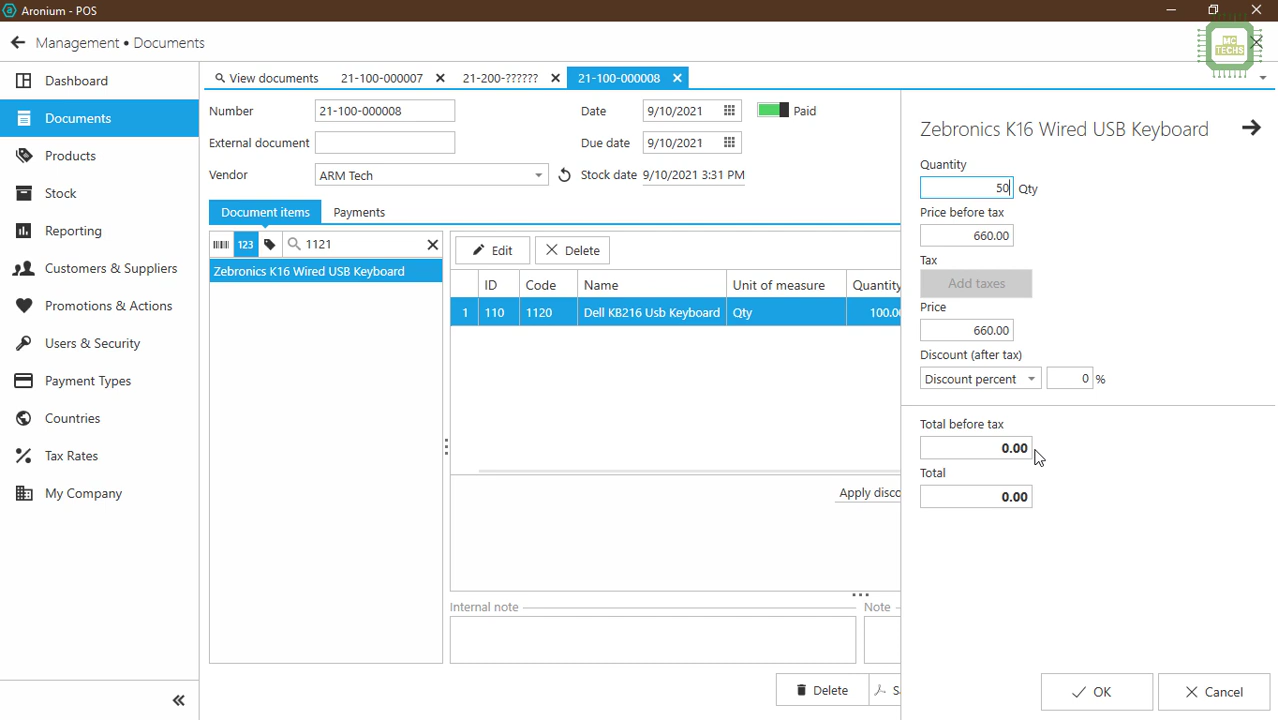 Aronium - POS
Management • Documents
MC TECHS
Dashboard
Documents
Products
Stock
Reporting
Customers & Suppliers
Promotions & Actions
Users & Security
Payment Types
Countries
Tax Rates
My Company
View documents 21-100-000007 21-200-?????? 21-100-000008
Number 21-100-000008 Date 9/10/2021 Paid
External document Due date 9/10/2021
Vendor ARM Tech Stock date 9/10/2021 3:31 PM
Document items Payments
123 1121
Zebronics K16 Wired USB Keyboard
Edit Delete
ID Code Name Unit of measure Quantity
1 110 1120 Dell KB216 Usb Keyboard Qty 100.00
Apply disco
Internal note Note
Delete S
Zebronics K16 Wired USB Keyboard
Quantity
50 Qty
Price before tax
660.00
Tax
Add taxes
Price
660.00
Discount (after tax)
Discount percent 0 %
Total before tax
0.00
Total
0.00
OK Cancel